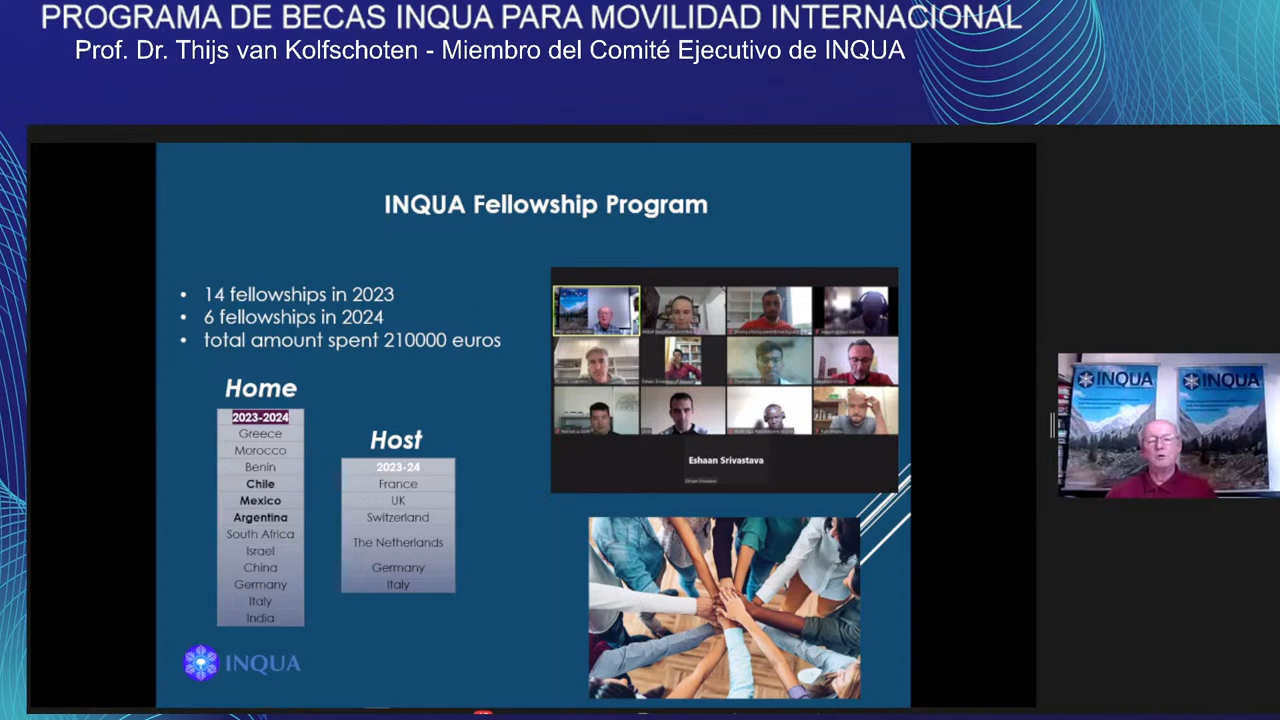 PROGRAMA DE BECAS INQUA PARA MOVILIDAD INTERNACIONAL
Prof. Dr. Thijs van Kolfschoten - Miembro del Comité Ejecutivo de INQUA
INQUA Fellowship Program
• 14 fellowships in 2023
• 6 fellowships in 2024
• total amount spent 210000 euros
Home
2023-2024
Greece
Morocco
Benin
Chile
Mexico
Argentina
South Africa
Israel
China
Germany
Italy
India
Host
2023-24
France
UK
Switzerland
The Netherlands
Germany
Italy
Eshaan Srivastava
INQUA
INQUA
INQUA